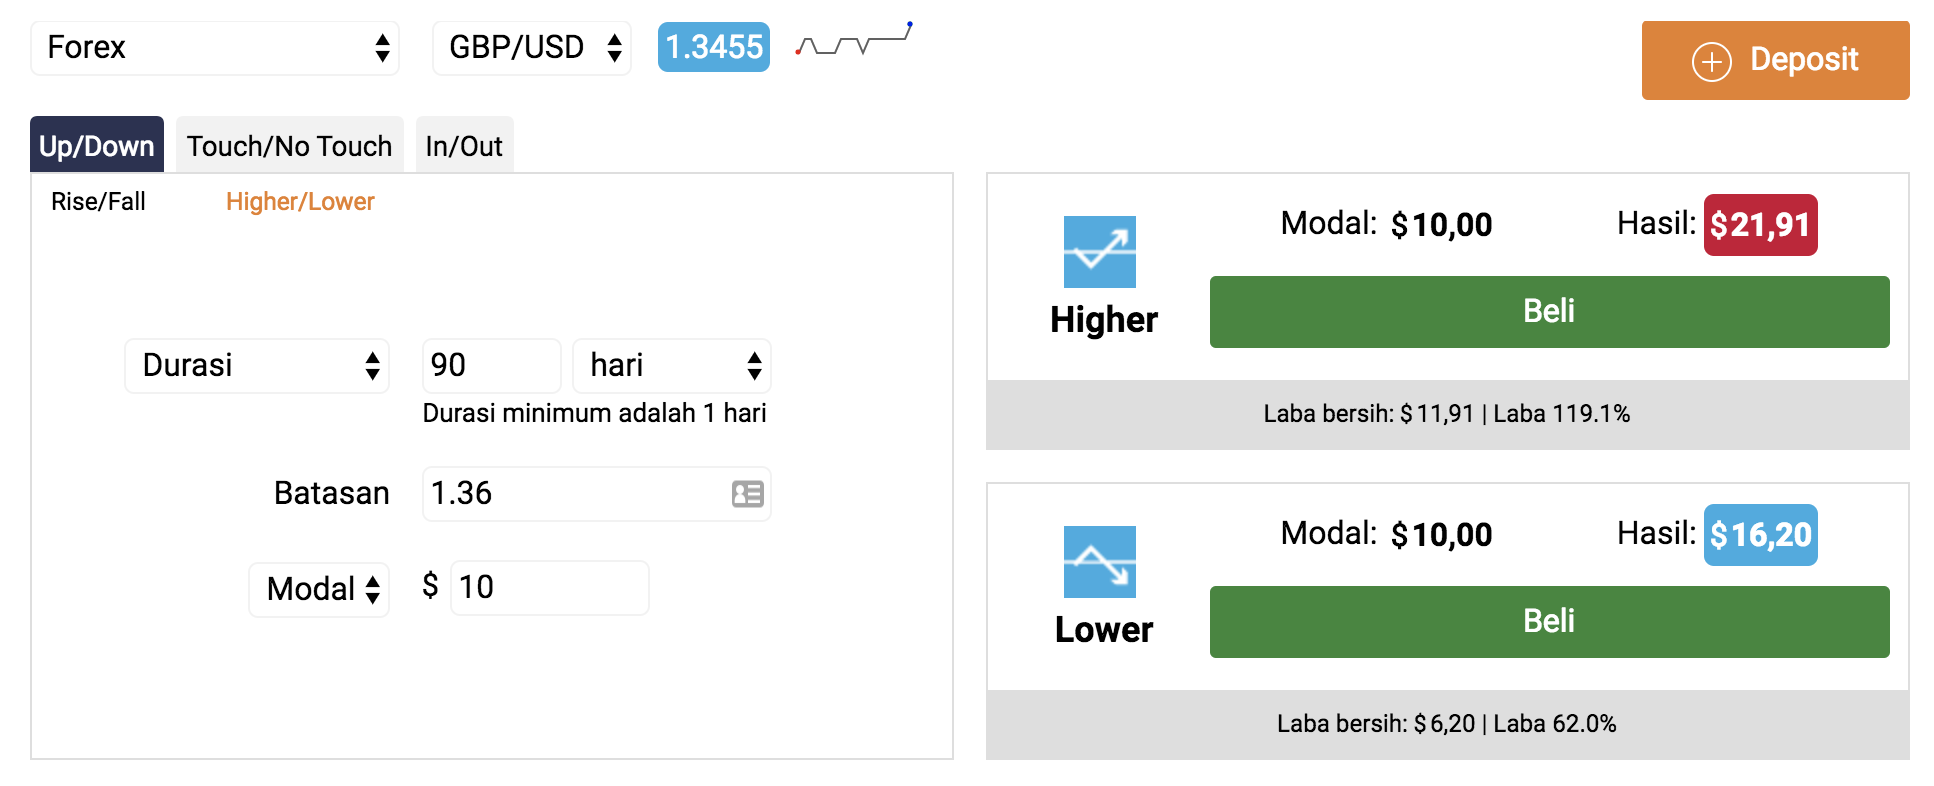 Forex GBP/USD 1.3455
Deposit
Up/Down Touch/No Touch In/Out
Rise/Fall Higher/Lower
Durasi 90 hari
Durasi minimum adalah 1 hari
Batasan 1.36
Modal $ 10
Modal: $10,00 Hasil: $21,91
Higher
Beli
Laba bersih: $11,91 | Laba 119.1%
Modal: $10,00 Hasil: $16,20
Lower
Beli
Laba bersih: $6,20 | Laba 62.0%